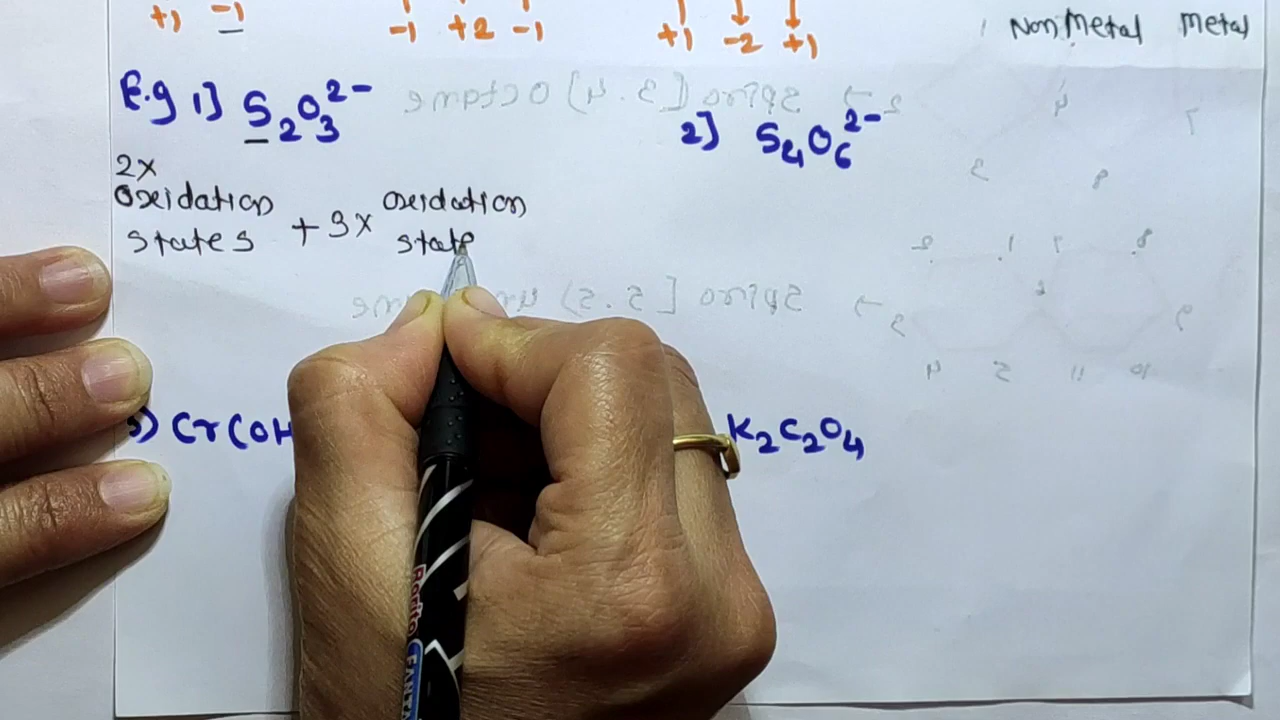 +1 -1 -1 +2 -1 +1 -2 +1 Non Metal Metal
E.g 1] S2O3 2-
2] S4O6 2-
2x
Oxidation states + 3x Oxidation state
3) Cr(OH
K2C2O4